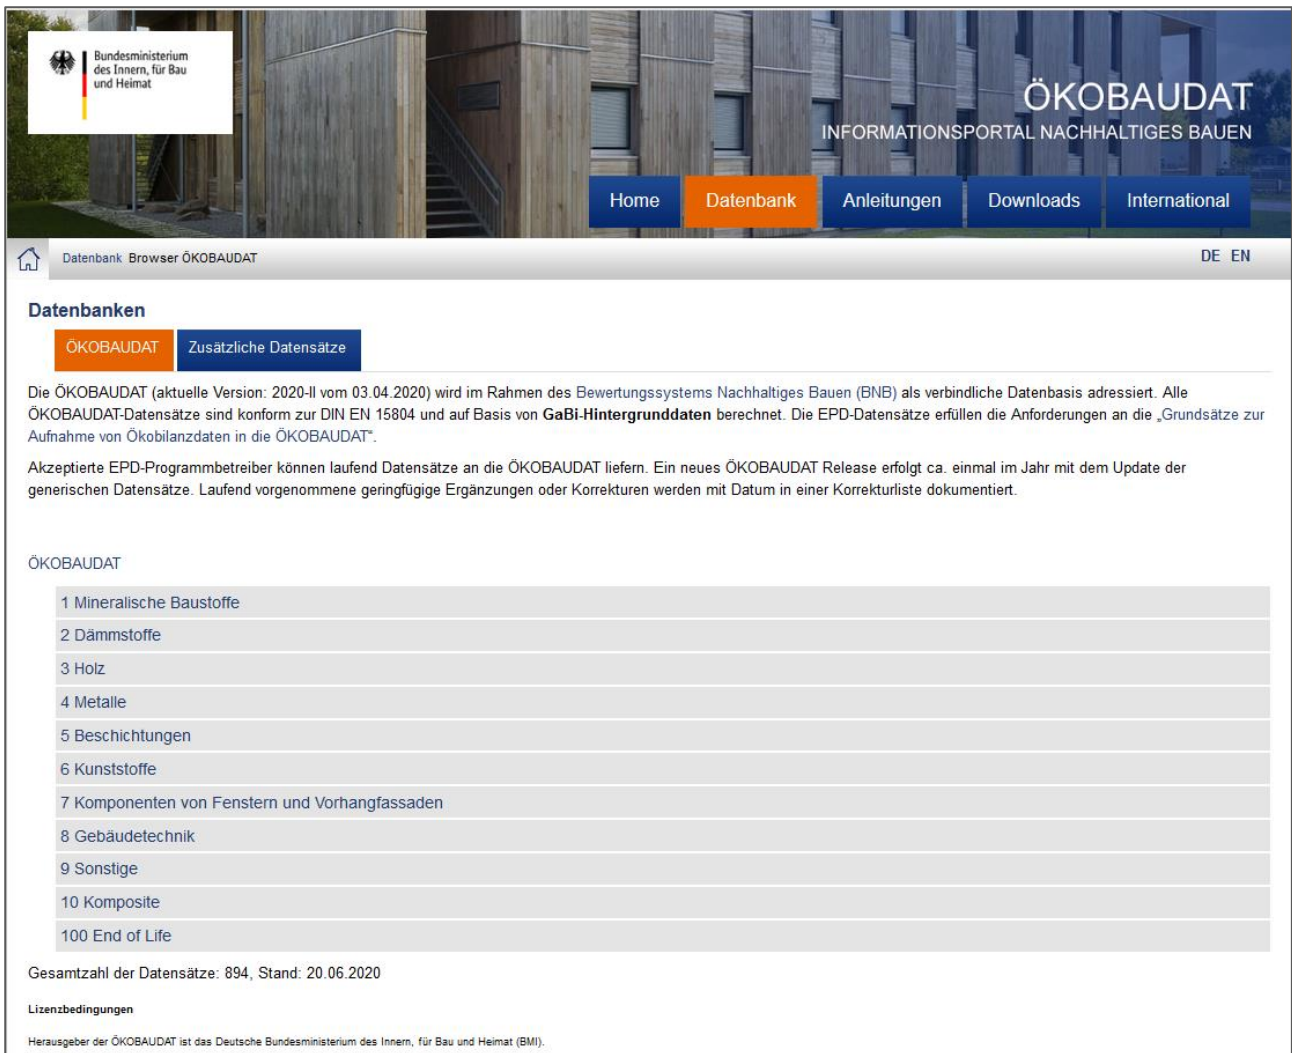 Bundesministerium
des Innern, für Bau
und Heimat
ÖKOBAUDAT
INFORMATIONSPORTAL NACHHALTIGES BAUEN
Home Datenbank Anleitungen Downloads International
Datenbank Browser ÖKOBAUDAT DE EN
Datenbanken
ÖKOBAUDAT Zusätzliche Datensätze
Die ÖKOBAUDAT (aktuelle Version: 2020-II vom 03.04.2020) wird im Rahmen des Bewertungssystems Nachhaltiges Bauen (BNB) als verbindliche Datenbasis adressiert. Alle
ÖKOBAUDAT-Datensätze sind konform zur DIN EN 15804 und auf Basis von GaBi-Hintergrunddaten berechnet. Die EPD-Datensätze erfüllen die Anforderungen an die „Grundsätze zur
Aufnahme von Ökobilanzdaten in die ÖKOBAUDAT“.
Akzeptierte EPD-Programmbetreiber können laufend Datensätze an die ÖKOBAUDAT liefern. Ein neues ÖKOBAUDAT Release erfolgt ca. einmal im Jahr mit dem Update der
generischen Datensätze. Laufend vorgenommene geringfügige Ergänzungen oder Korrekturen werden mit Datum in einer Korrekturliste dokumentiert.
ÖKOBAUDAT
1 Mineralische Baustoffe
2 Dämmstoffe
3 Holz
4 Metalle
5 Beschichtungen
6 Kunststoffe
7 Komponenten von Fenstern und Vorhangfassaden
8 Gebäudetechnik
9 Sonstige
10 Komposite
100 End of Life
Gesamtzahl der Datensätze: 894, Stand: 20.06.2020
Lizenzbedingungen
Herausgeber der ÖKOBAUDAT ist das Deutsche Bundesministerium des Innern, für Bau und Heimat (BMI).